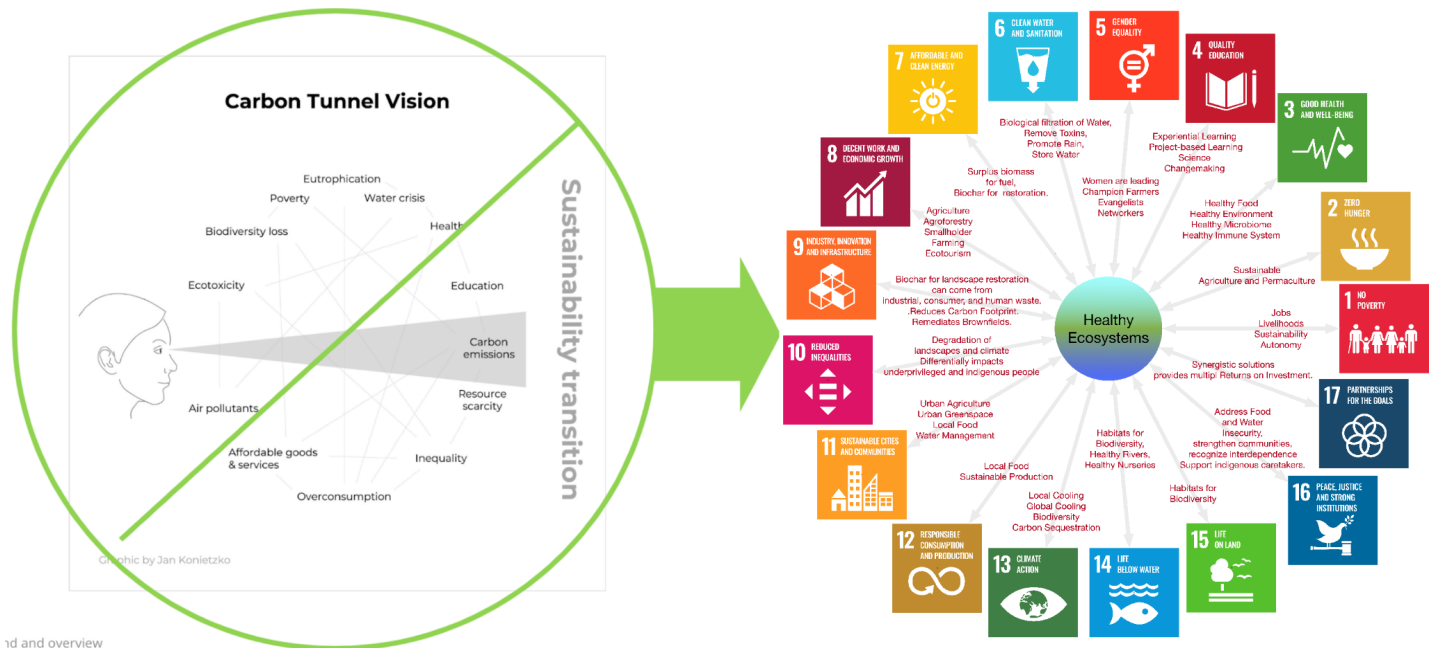 Carbon Tunnel Vision
Eutrophication
Poverty
Water crisis
Biodiversity loss
Health
Ecotoxicity
Education
Carbon
emissions
Air pollutants
Resource
scarcity
Affordable goods
& services
Inequality
Overconsumption
Sustainability transition
Graphic by Jan Konietzko
nd and overview
Healthy
Ecosystems
1 NO
POVERTY
Jobs
Livelihoods
Sustainability
Autonomy
2 ZERO
HUNGER
Sustainable
Agriculture and Permaculture
3 GOOD HEALTH
AND WELL-BEING
Healthy Food
Healthy Environment
Healthy Microbiome
Healthy Immune System
4 QUALITY
EDUCATION
Experiential Learning
Project-based Learning
Science
Changemaking
5 GENDER
EQUALITY
Women are leading
Champion Farmers
Evangelists
Networkers
6 CLEAN WATER
AND SANITATION
Biological filtration of Water,
Remove Toxins,
Promote Rain,
Store Water
7 AFFORDABLE AND
CLEAN ENERGY
Surplus biomass
for fuel,
Biochar for restoration.
8 DECENT WORK AND
ECONOMIC GROWTH
Agriculture
Agroforestry
Smallholder
Farming
Ecotourism
9 INDUSTRY, INNOVATION
AND INFRASTRUCTURE
Biochar for landscape restoration
can come from
industrial, consumer, and human waste.
.Reduces Carbon Footprint.
Remediates Brownfields.
10 REDUCED
INEQUALITIES
Degradation of
landscapes and climate
Differentially impacts
underprivileged and indigenous people
11 SUSTAINABLE CITIES
AND COMMUNITIES
Urban Agriculture
Urban Greenspace
Local Food
Water Management
12 RESPONSIBLE
CONSUMPTION
AND PRODUCTION
Local Food
Sustainable Production
13 CLIMATE
ACTION
Local Cooling
Global Cooling
Biodiversity
Carbon Sequestration
14 LIFE
BELOW WATER
Habitats for
Biodiversity,
Healthy Rivers,
Healthy Nurseries
15 LIFE
ON LAND
Habitats for
Biodiversity
16 PEACE, JUSTICE
AND STRONG
INSTITUTIONS
Address Food
and Water
Insecurity,
strengthen communities,
recognize interdependence
Support indigenous caretakers.
17 PARTNERSHIPS
FOR THE GOALS
Synergistic solutions
provides multipl Returns on Investment.